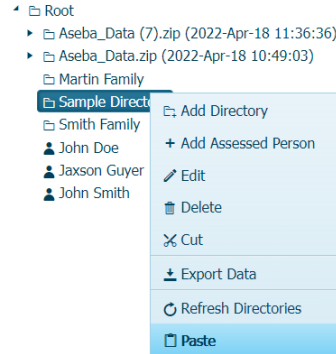 Root
Aseba_Data (7).zip (2022-Apr-18 11:36:36)
Aseba_Data.zip (2022-Apr-18 10:49:03)
Martin Family
Sample Directo
Smith Family
John Doe
Jaxson Guyer
John Smith
Add Directory
+ Add Assessed Person
Edit
Delete
Cut
Export Data
Refresh Directories
Paste